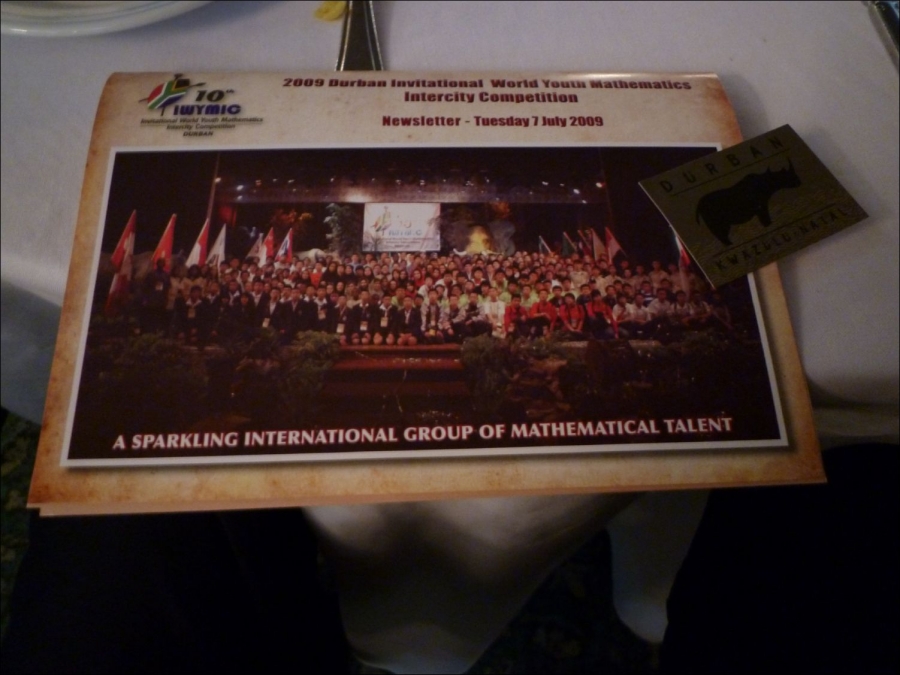 10th
IWYMIC
Invitational World Youth Mathematics
Intercity Competition
DURBAN
2009 Durban Invitational World Youth Mathematics
Intercity Competition
Newsletter - Tuesday 7 July 2009
DURBAN
KWAZULU-NATAL
A SPARKLING INTERNATIONAL GROUP OF MATHEMATICAL TALENT